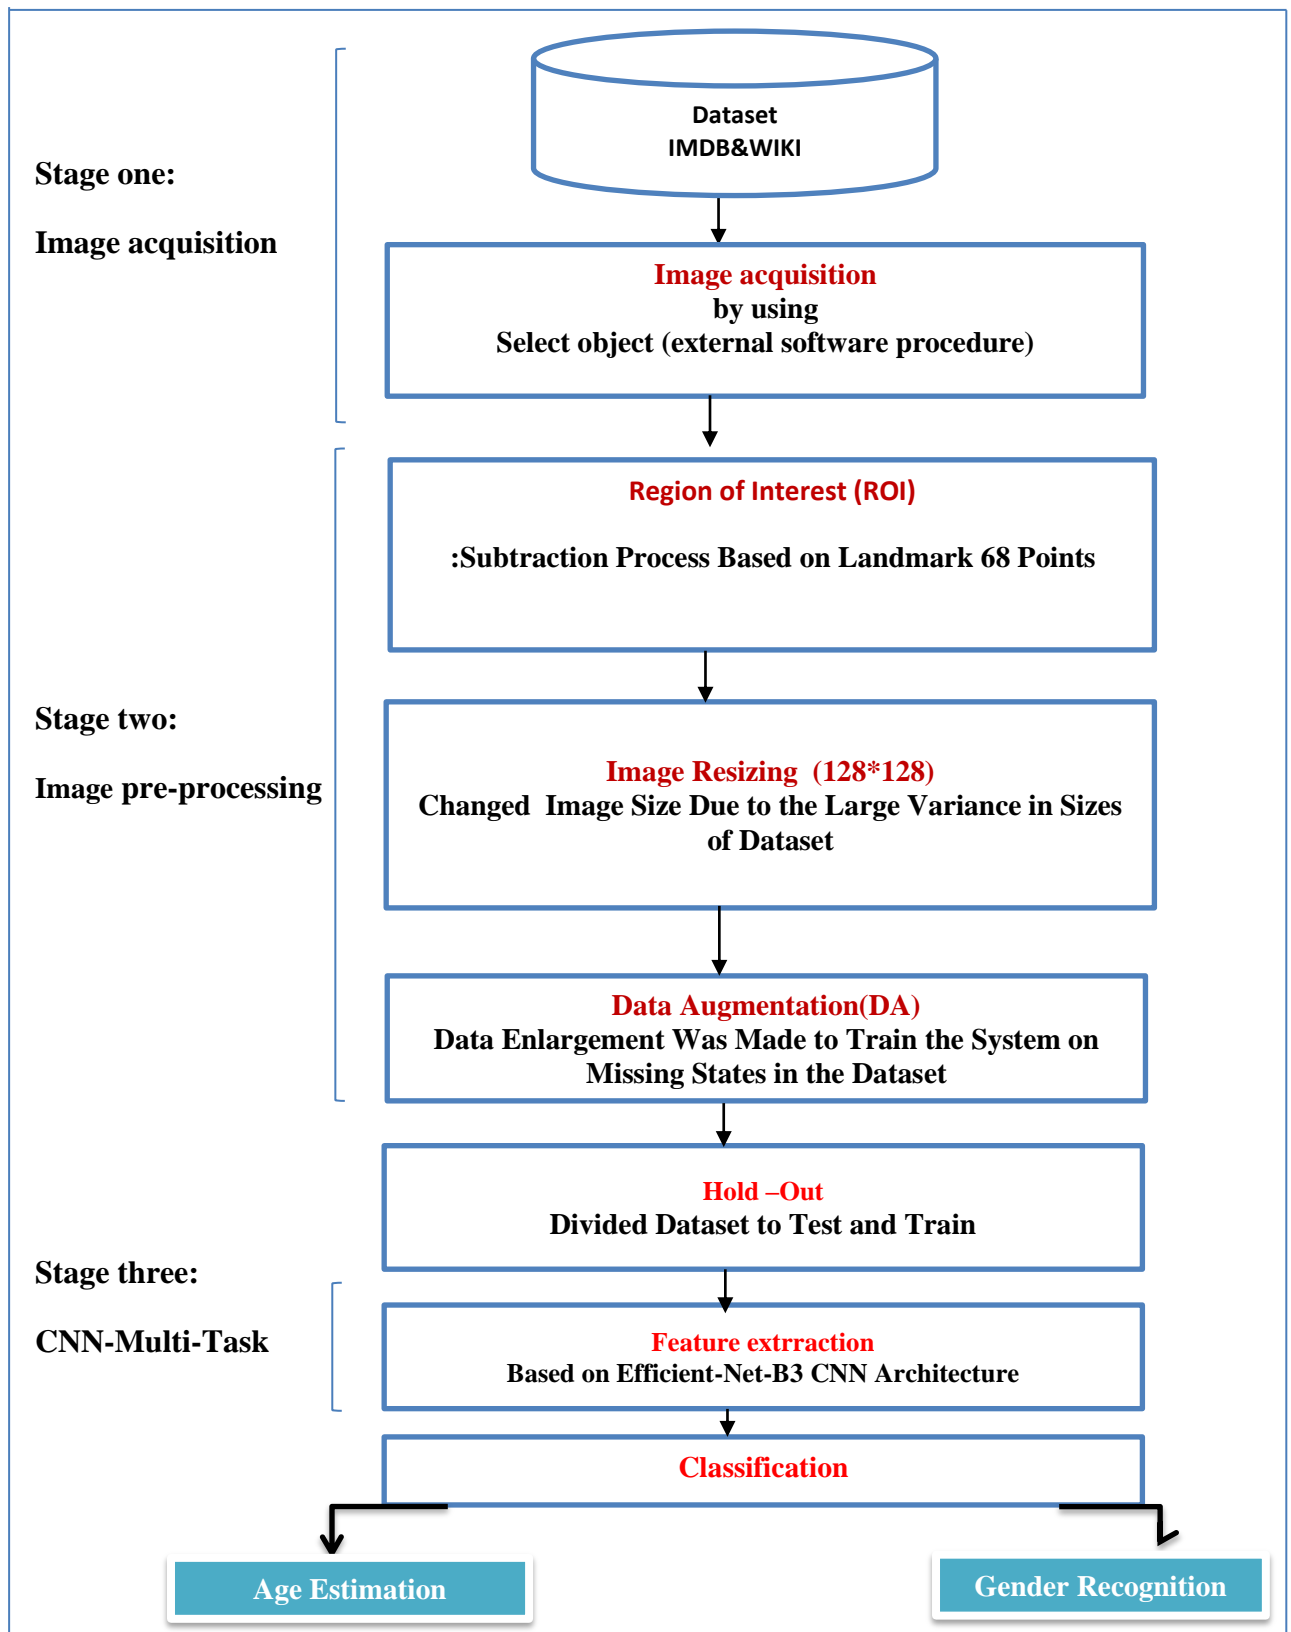 Dataset
IMDB&WIKI
Stage one:
Image acquisition
Image acquisition
by using
Select object (external software procedure)
Region of Interest (ROI)
:Subtraction Process Based on Landmark 68 Points
Stage two:
Image pre-processing
Image Resizing (128*128)
Changed Image Size Due to the Large Variance in Sizes
of Dataset
Data Augmentation(DA)
Data Enlargement Was Made to Train the System on
Missing States in the Dataset
Hold –Out
Divided Dataset to Test and Train
Stage three:
CNN-Multi-Task
Feature extrraction
Based on Efficient-Net-B3 CNN Architecture
Classification
Age Estimation
Gender Recognition